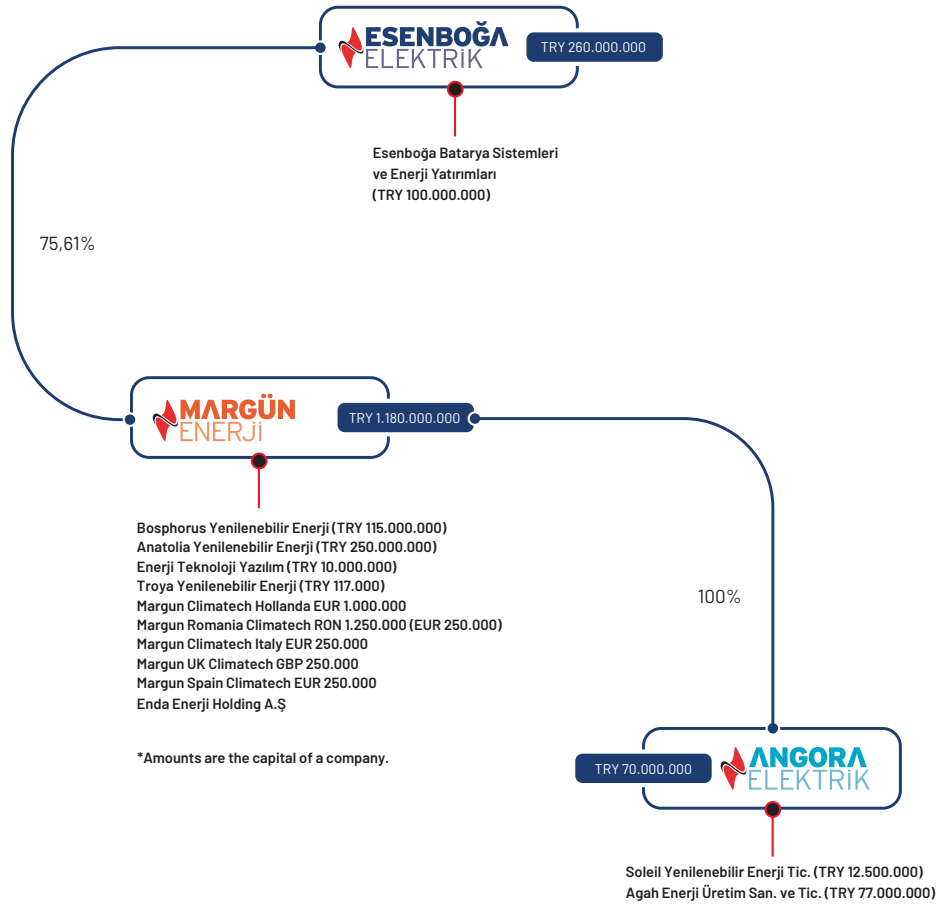 ESENBOĞA
ELEKTRİK
TRY 260.000.000
Esenboğa Batarya Sistemleri
ve Enerji Yatırımları
(TRY 100.000.000)
75,61%
MARGÜN
ENERJİ
TRY 1.180.000.000
Bosphorus Yenilenebilir Enerji (TRY 115.000.000)
Anatolia Yenilenebilir Enerji (TRY 250.000.000)
Enerji Teknoloji Yazılım (TRY 10.000.000)
Troya Yenilenebilir Enerji (TRY 117.000)
Margun Climatech Hollanda EUR 1.000.000
Margun Romania Climatech RON 1.250.000 (EUR 250.000)
Margun Climatech Italy EUR 250.000
Margun UK Climatech GBP 250.000
Margun Spain Climatech EUR 250.000
Enda Enerji Holding A.Ş
*Amounts are the capital of a company.
100%
TRY 70.000.000
ANGORA
ELEKTRİK
Soleil Yenilenebilir Enerji Tic. (TRY 12.500.000)
Agah Enerji Üretim San. ve Tic. (TRY 77.000.000)